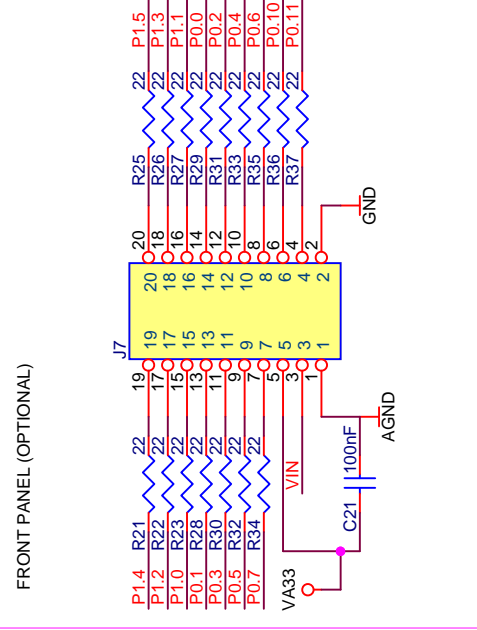 FRONT PANEL (OPTIONAL)
J7
P1.4 R21 22 19 19 20 20 R25 22 P1.5
P1.2 R22 22 17 17 18 18 R26 22 P1.3
P1.0 R23 22 15 15 16 16 R27 22 P1.1
P0.1 R28 22 13 13 14 14 R29 22 P0.0
P0.3 R30 22 11 11 12 12 R31 22 P0.2
P0.5 R32 22 9 9 10 10 R33 22 P0.4
P0.7 R34 22 7 7 8 8 R35 22 P0.6
5 5 6 6 R36 22 P0.10
VIN 3 3 4 4 R37 22 P0.11
1 1 2 2
VA33
C21 100nF
AGND
GND